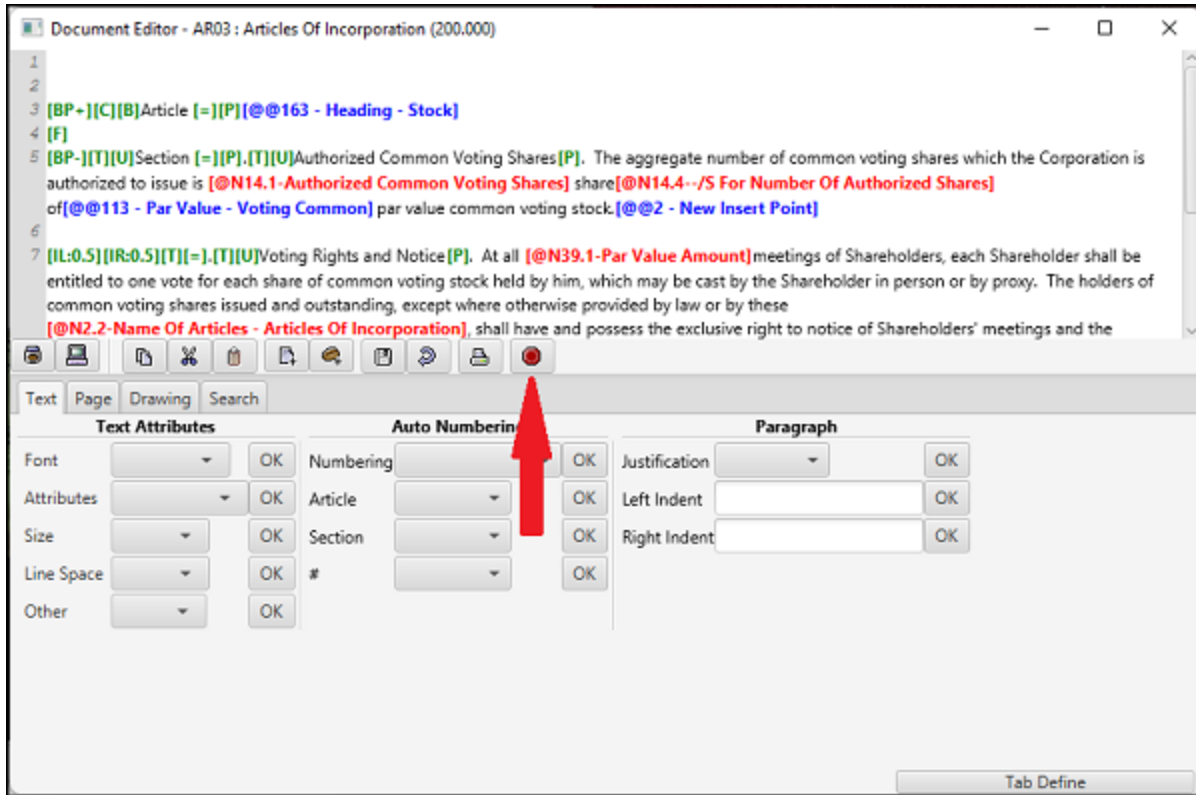 Document Editor - AR03 : Articles Of Incorporation (200.000)
1
2
3 [BP+][C][B]Article [=][P][@@163 - Heading - Stock]
4 [F]
5 [BP-][T][U]Section [=][P].[T][U]Authorized Common Voting Shares[P].  The aggregate number of common voting shares which the Corporation is
authorized to issue is [@N14.1-Authorized Common Voting Shares] share[@N14.4--/S For Number Of Authorized Shares]
of[@@113 - Par Value - Voting Common] par value common voting stock.[@@2 - New Insert Point]
6
7 [IL:0.5][IR:0.5][T][=].[T][U]Voting Rights and Notice[P].  At all [@N39.1-Par Value Amount]meetings of Shareholders, each Shareholder shall be
entitled to one vote for each share of common voting stock held by him, which may be cast by the Shareholder in person or by proxy.  The holders of
common voting shares issued and outstanding, except where otherwise provided by law or by these
[@N2.2-Name Of Articles - Articles Of Incorporation], shall have and possess the exclusive right to notice of Shareholders' meetings and the
Text Page Drawing Search
Text Attributes Auto Numbering Paragraph
Font OK Numbering OK Justification OK
Attributes OK Article OK Left Indent OK
Size OK Section OK Right Indent OK
Line Space OK # OK
Other OK
Tab Define